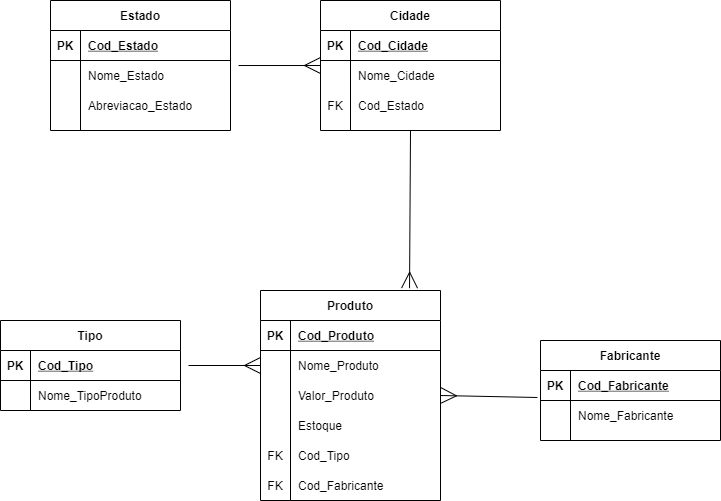 Estado
PK Cod_Estado
Nome_Estado
Abreviacao_Estado
Cidade
PK Cod_Cidade
Nome_Cidade
FK Cod_Estado
Tipo
PK Cod_Tipo
Nome_TipoProduto
Produto
PK Cod_Produto
Nome_Produto
Valor_Produto
Estoque
FK Cod_Tipo
FK Cod_Fabricante
Fabricante
PK Cod_Fabricante
Nome_Fabricante